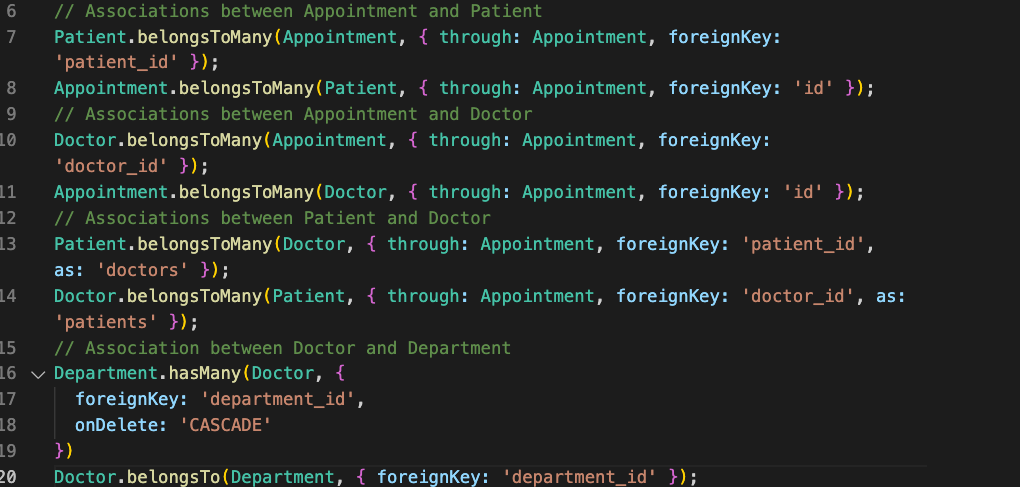 6 // Associations between Appointment and Patient
7 Patient.belongsToMany(Appointment, { through: Appointment, foreignKey:
'patient_id' });
8 Appointment.belongsToMany(Patient, { through: Appointment, foreignKey: 'id' });
9 // Associations between Appointment and Doctor
10 Doctor.belongsToMany(Appointment, { through: Appointment, foreignKey:
'doctor_id' });
11 Appointment.belongsToMany(Doctor, { through: Appointment, foreignKey: 'id' });
12 // Associations between Patient and Doctor
13 Patient.belongsToMany(Doctor, { through: Appointment, foreignKey: 'patient_id',
as: 'doctors' });
14 Doctor.belongsToMany(Patient, { through: Appointment, foreignKey: 'doctor_id', as:
'patients' });
15 // Association between Doctor and Department
16 Department.hasMany(Doctor, {
17 foreignKey: 'department_id',
18 onDelete: 'CASCADE'
19 })
20 Doctor.belongsTo(Department, { foreignKey: 'department_id' });